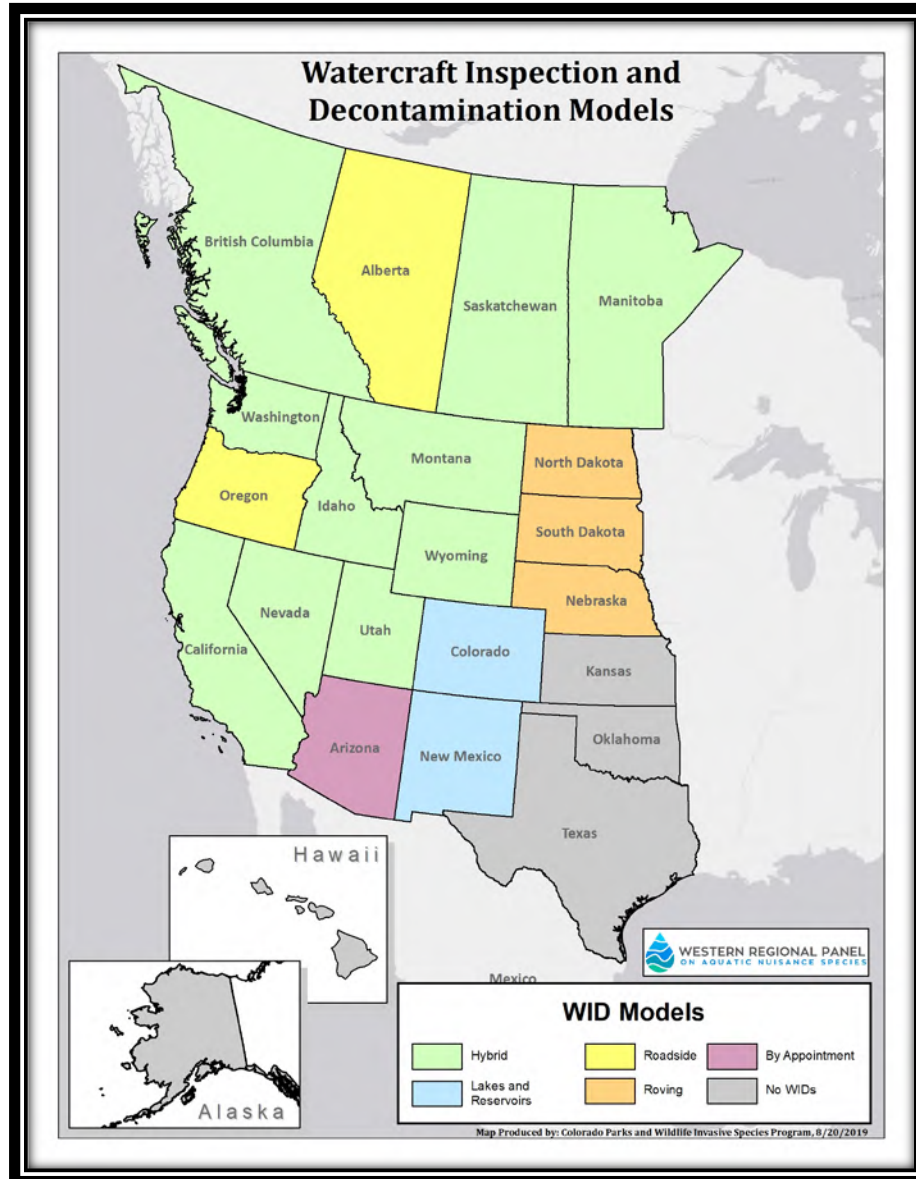 Watercraft Inspection and
Decontamination Models
British Columbia
Alberta
Saskatchewan
Manitoba
Washington
Montana
North Dakota
Oregon
Idaho
South Dakota
Wyoming
Nebraska
Nevada
Utah
California
Colorado
Kansas
Arizona
New Mexico
Oklahoma
Texas
Hawaii
WESTERN REGIONAL PANEL
ON AQUATIC NUISANCE SPECIES
Mexico
Alaska
WID Models
Hybrid
Roadside
By Appointment
Lakes and
Reservoirs
Roving
No WIDs
Map Produced by: Colorado Parks and Wildlife Invasive Species Program, 8/20/2019